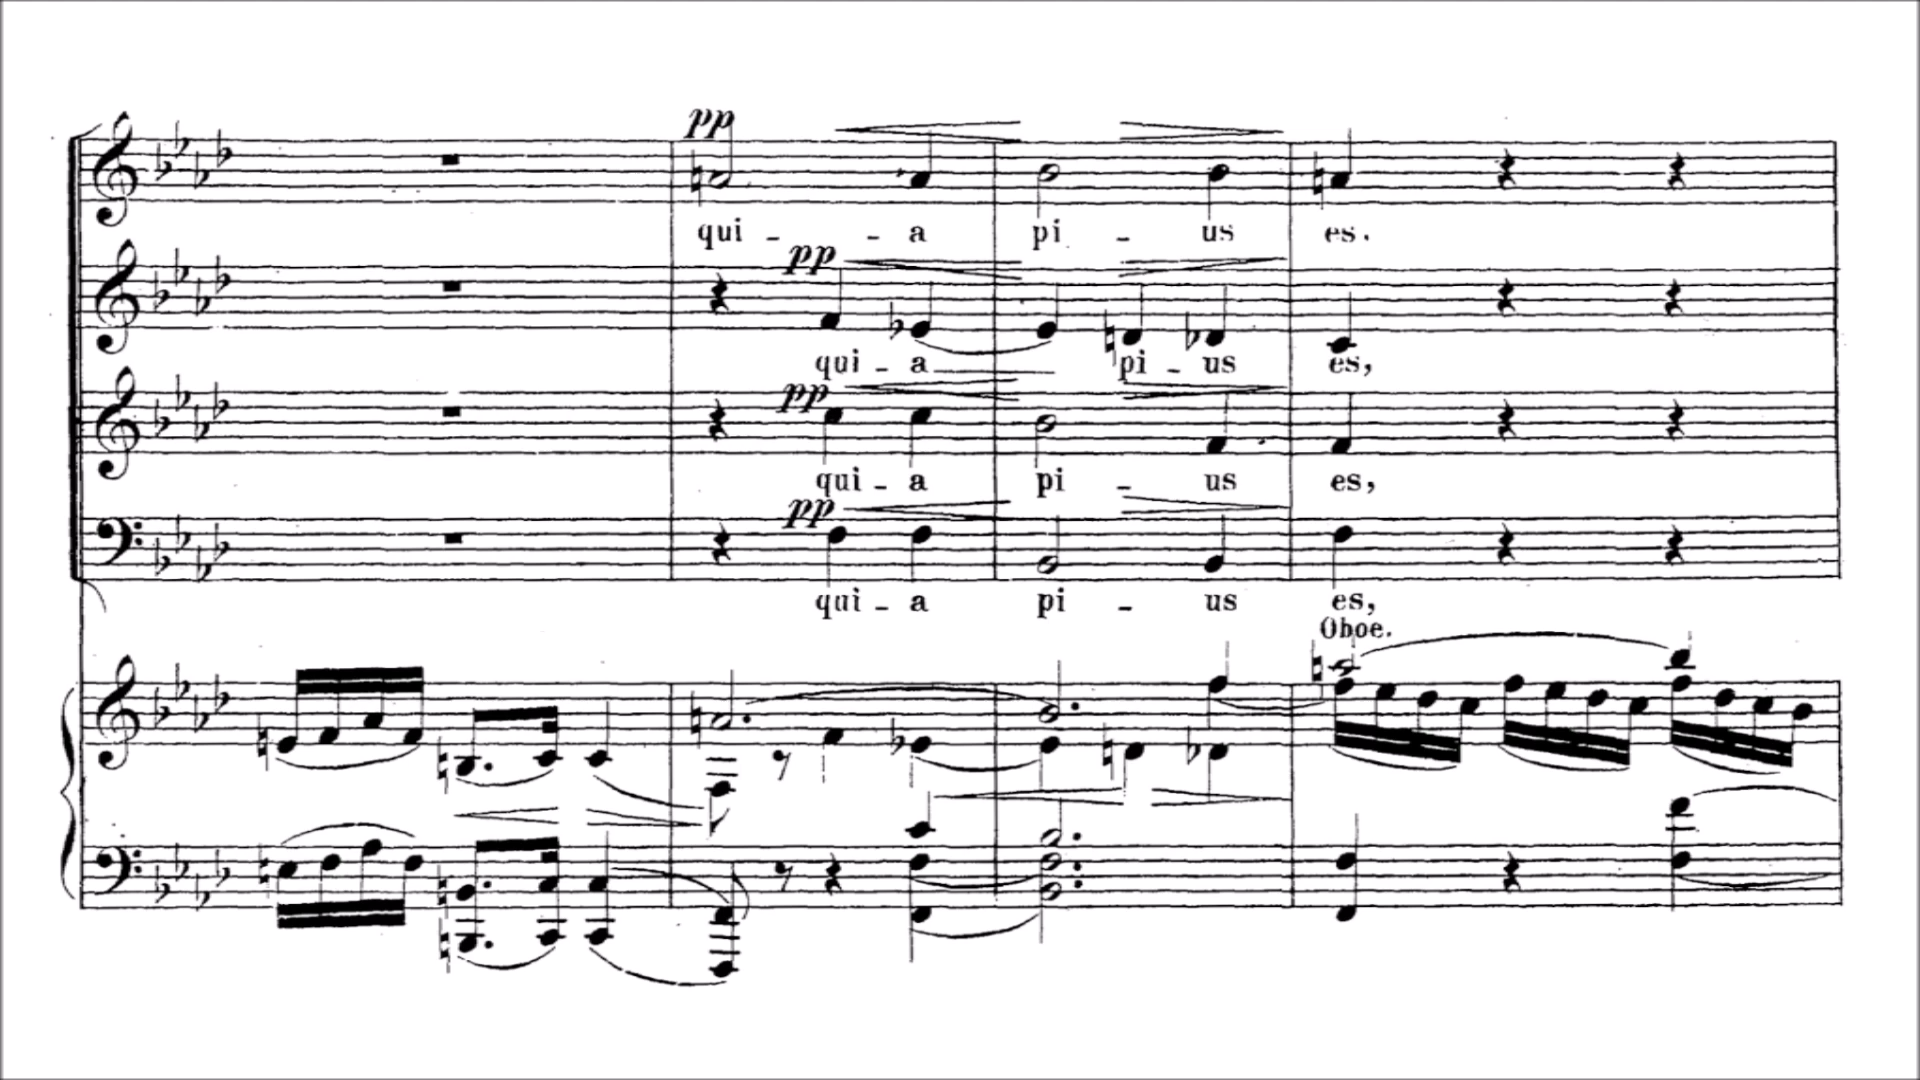 pp
qui - - a pi - us es.
pp
qui - a pi - us es,
pp
qui - a pi - us es,
pp
qui - a pi - us es,
Oboe.